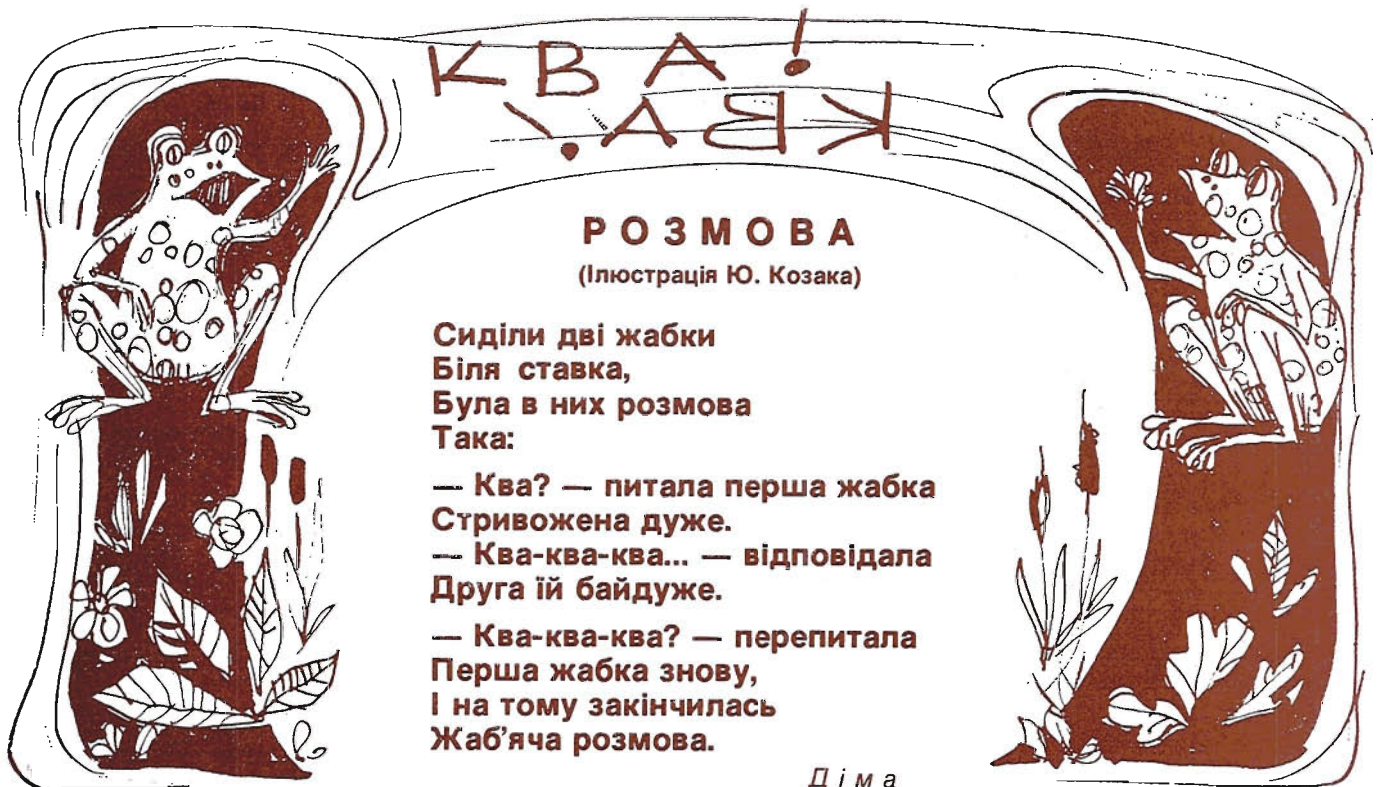 КВА!
КВА!
РОЗМОВА
(Ілюстрація Ю. Козака)
Сиділи дві жабки
Біля ставка,
Була в них розмова
Така:
— Ква? — питала перша жабка
Стривожена дуже.
— Ква-ква-ква... — відповідала
Друга їй байдуже.
— Ква-ква-ква? — перепитала
Перша жабка знову,
І на тому закінчилась
Жаб'яча розмова.
Діма